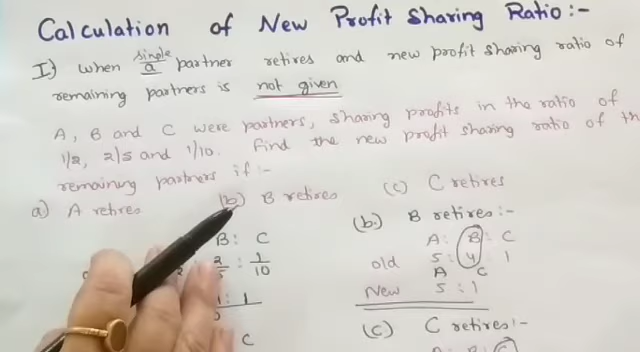 Calculation of New Profit Sharing Ratio:-
I) when single a partner retires and new profit sharing ratio of
remaining partners is not given
A, B and C were partners, sharing profits in the ratio of
1/2, 2/5 and 1/10. Find the new profit sharing ratio of
remaining partners if :-
a) A retires (b) B retires (c) C retires
B : C
2/5 : 1/10
: 1
C
(b) B retires :-
A : B : C
old 5 : 4 : 1
A C
New 5 : 1
(c) C retires :-